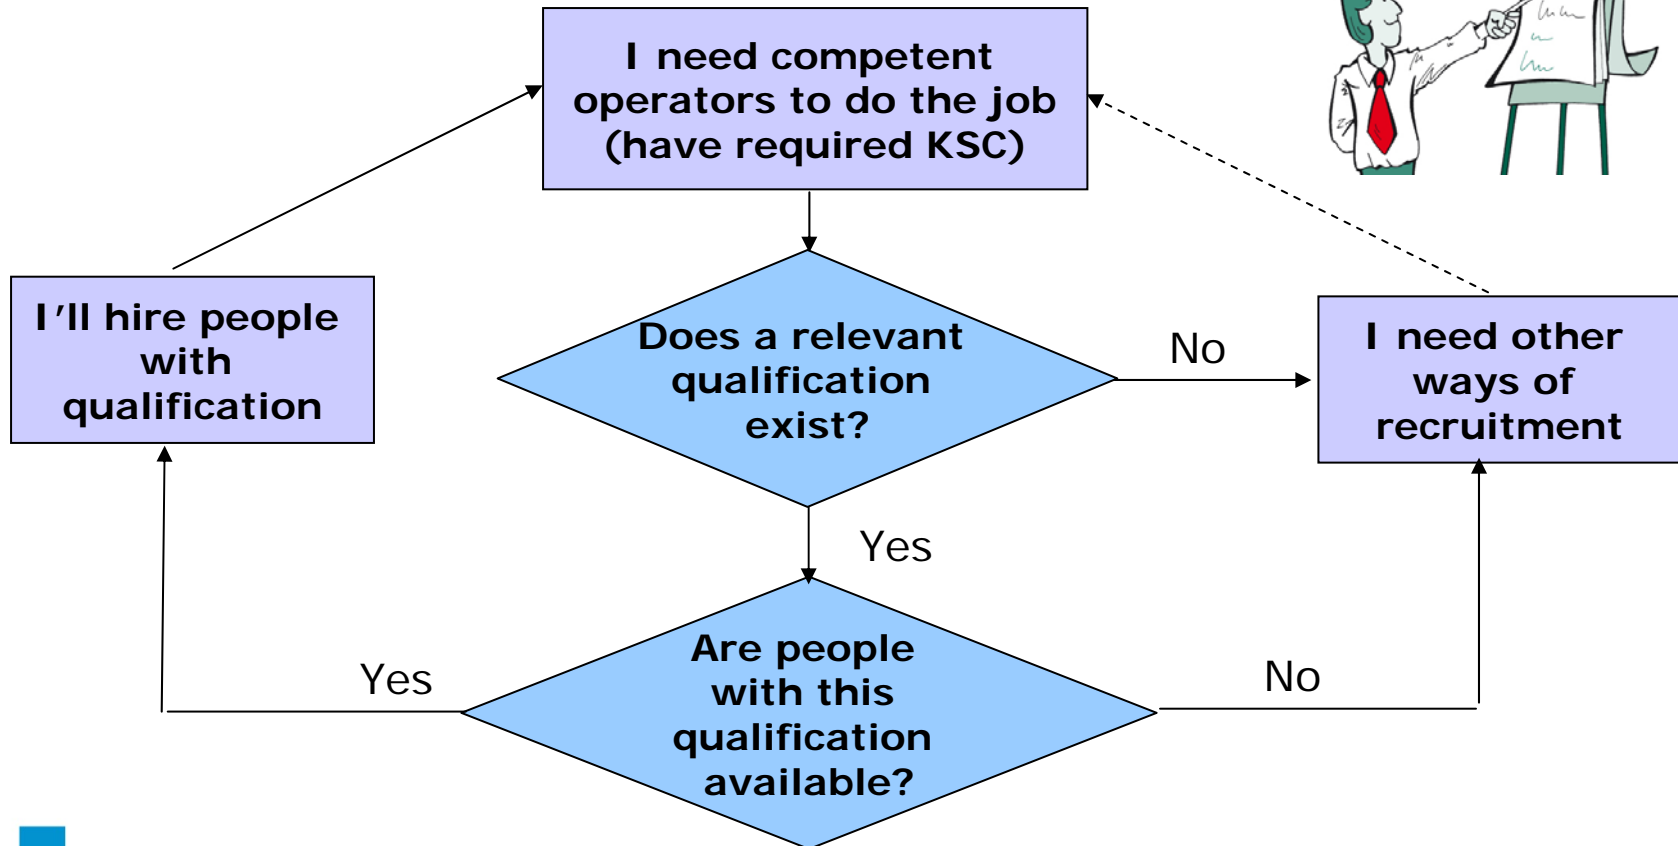 I need competent
operators to do the job
(have required KSC)
I'll hire people
with
qualification
Does a relevant
qualification
exist?
No
I need other
ways of
recruitment
Yes
Are people
with this
qualification
available?
Yes
No